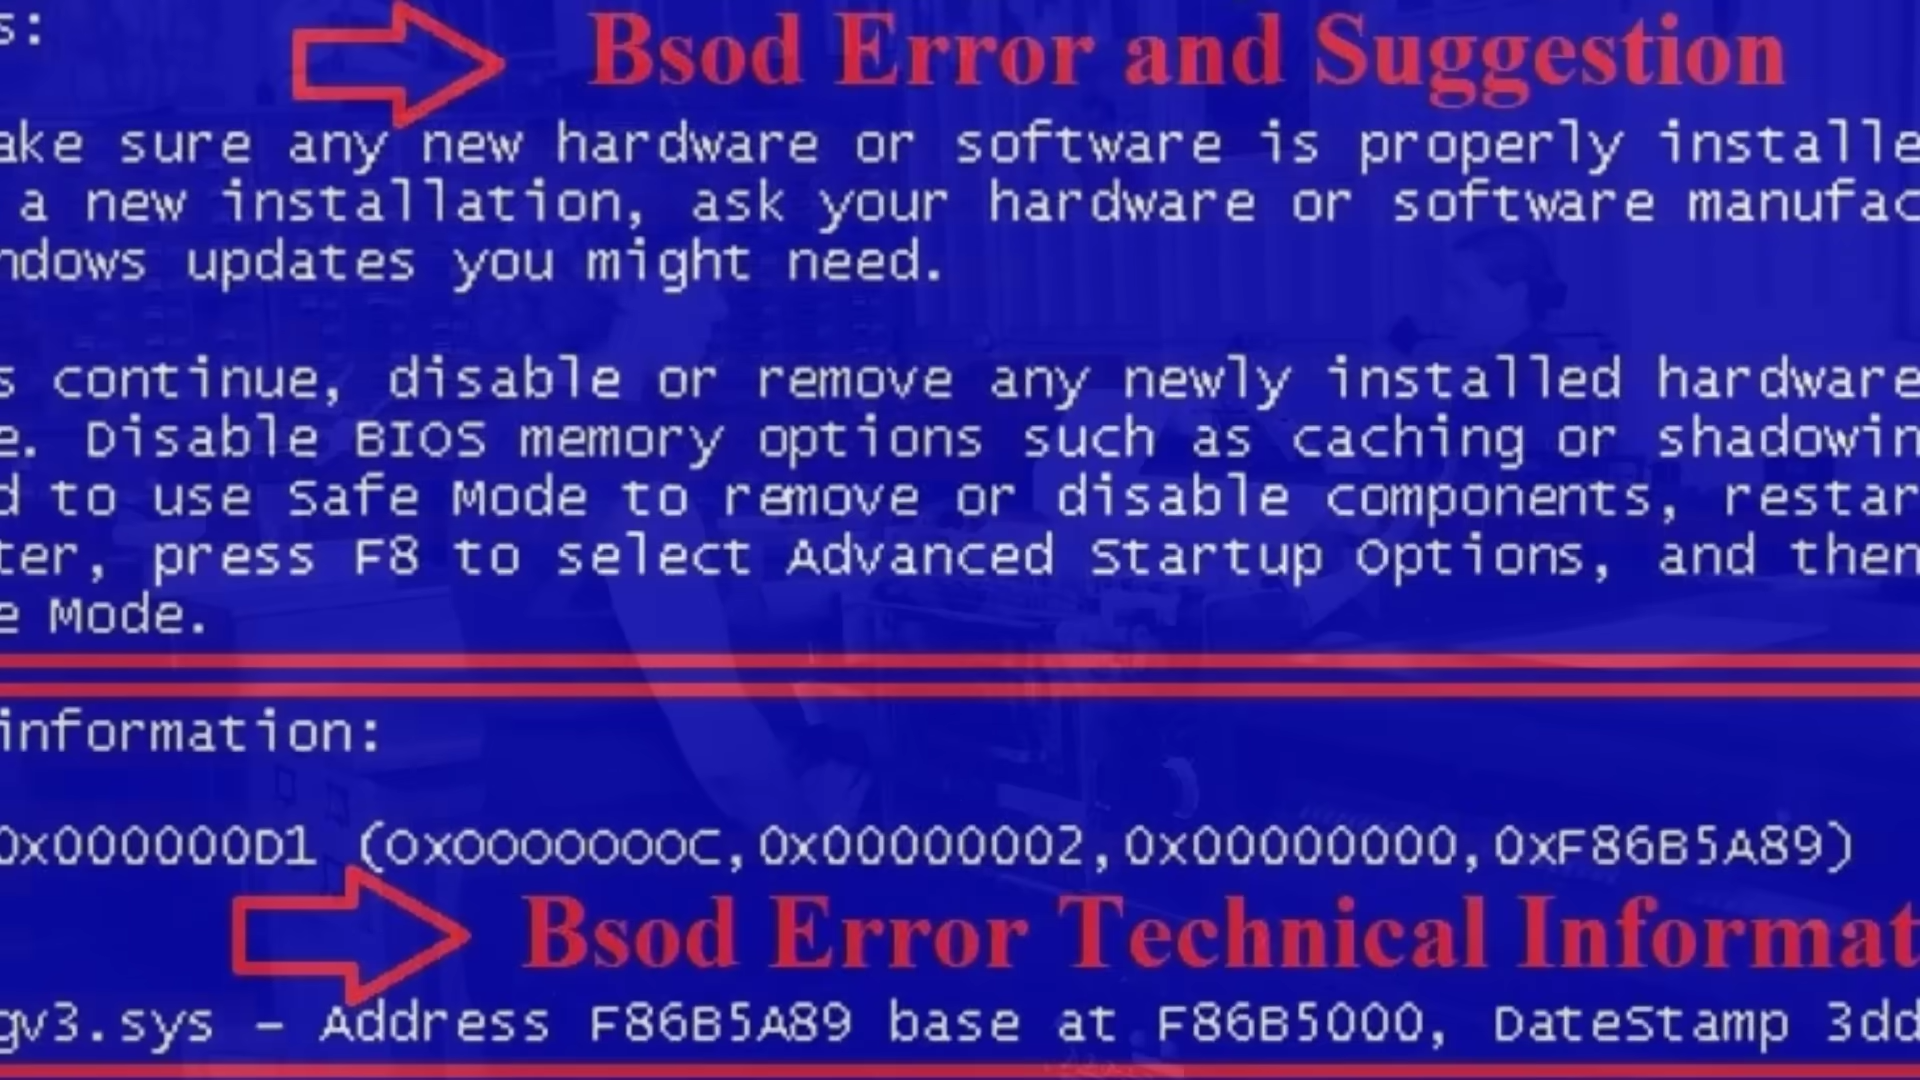 s:
Bsod Error and Suggestion
ake sure any new hardware or software is properly installe
a new installation, ask your hardware or software manufac
ndows updates you might need.
s continue, disable or remove any newly installed hardware
e. Disable BIOS memory options such as caching or shadowin
d to use Safe Mode to remove or disable components, restar
ter, press F8 to select Advanced Startup Options, and then
e Mode.
information:
0x000000D1 (0x0000000C,0x00000002,0x00000000,0xF86B5A89)
Bsod Error Technical Informat
gv3.sys - Address F86B5A89 base at F86B5000, DateStamp 3dd